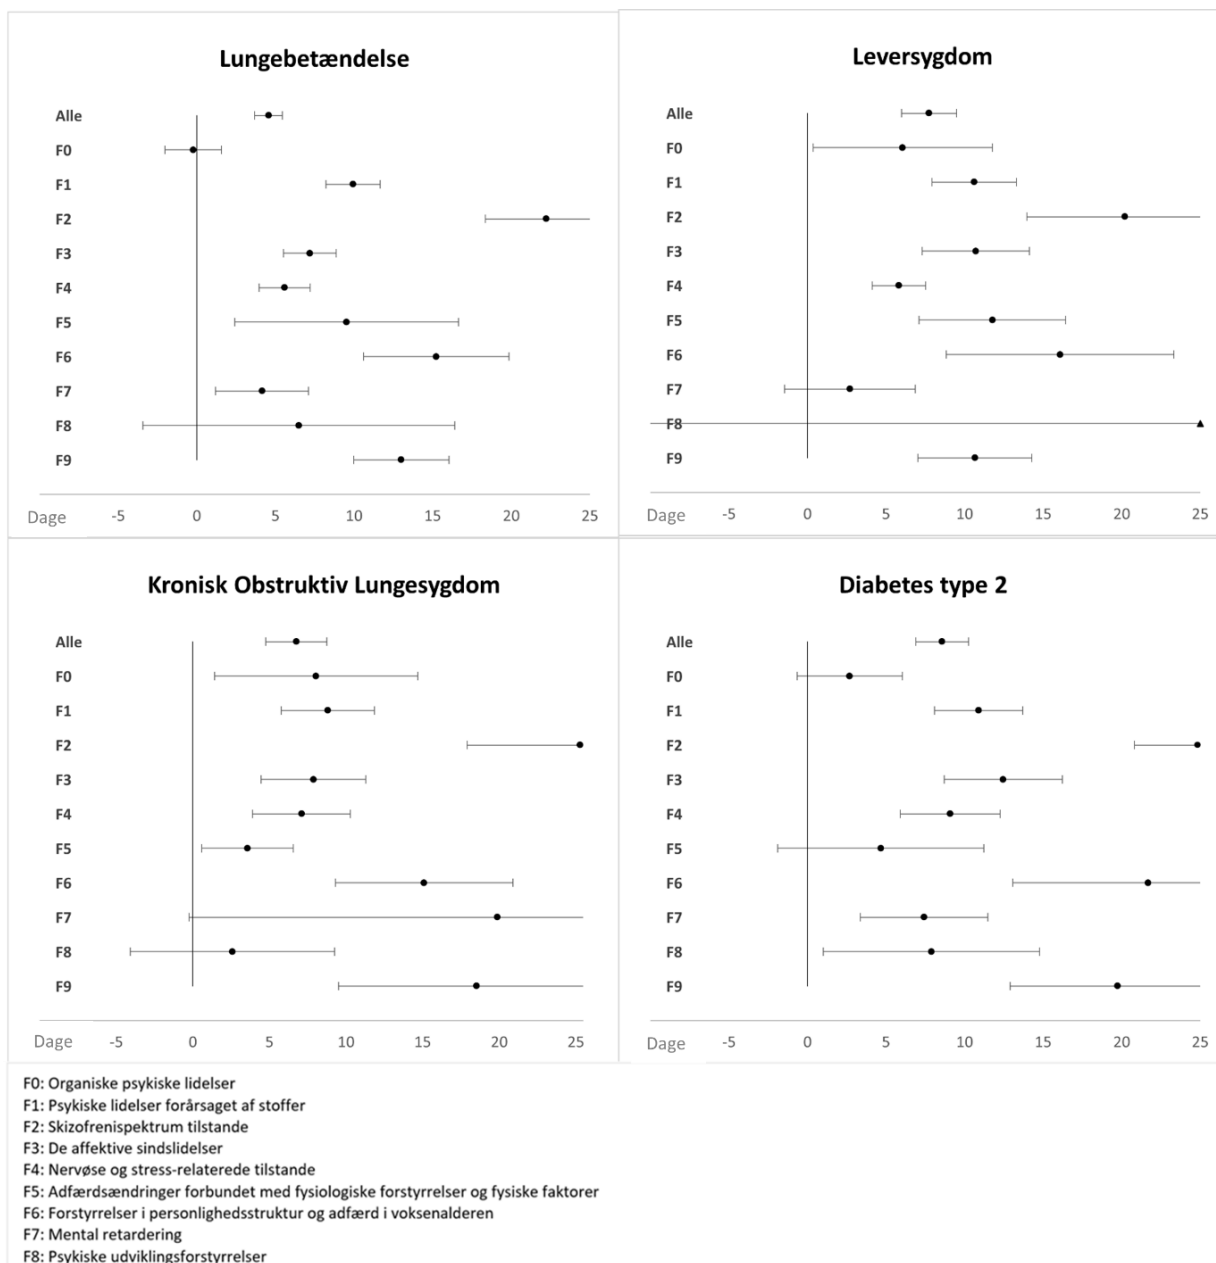 Lungebetændelse
Alle
F0
F1
F2
F3
F4
F5
F6
F7
F8
F9
Dage -5 0 5 10 15 20 25
Leversygdom
Alle
F0
F1
F2
F3
F4
F5
F6
F7
F8
F9
Dage -5 0 5 10 15 20 25
Kronisk Obstruktiv Lungesygdom
Alle
F0
F1
F2
F3
F4
F5
F6
F7
F8
F9
Dage -5 0 5 10 15 20 25
Diabetes type 2
Alle
F0
F1
F2
F3
F4
F5
F6
F7
F8
F9
Dage -5 0 5 10 15 20 25
F0: Organiske psykiske lidelser
F1: Psykiske lidelser forårsaget af stoffer
F2: Skizofrenispektrum tilstande
F3: De affektive sindslidelser
F4: Nervøse og stress-relaterede tilstande
F5: Adfærdsændringer forbundet med fysiologiske forstyrrelser og fysiske faktorer
F6: Forstyrrelser i personlighedsstruktur og adfærd i voksenalderen
F7: Mental retardering
F8: Psykiske udviklingsforstyrrelser